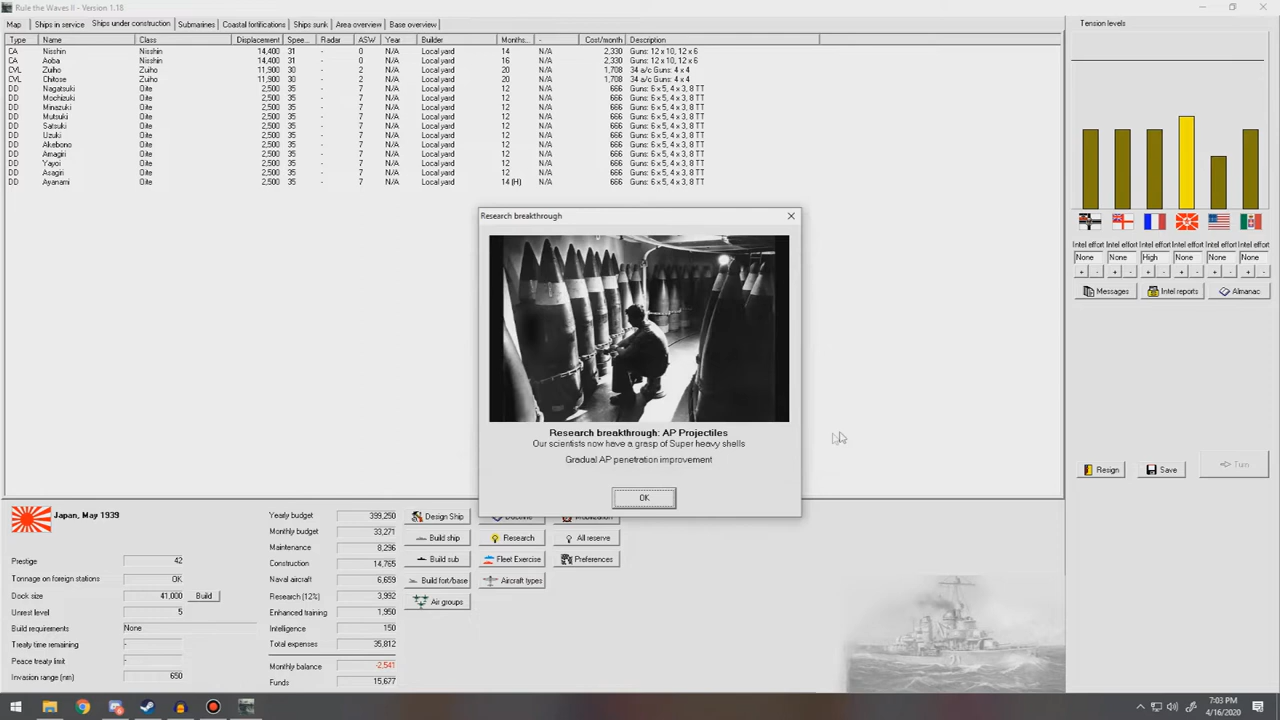 Rule the Waves II - Version 1.18
Map Ships in service Ships under construction Submarines Coastal fortifications Ships sunk Area overview Base overview
Type Name Class Displacement Spee... Radar ASW Year Builder Months... - Cost/month Description
CA Nisshin Nisshin 14,400 31 - 0 N/A Local yard 14 N/A 2,330 Guns: 12 x 10, 12 x 6
CA Aoba Nisshin 14,400 31 - 0 N/A Local yard 16 N/A 2,330 Guns: 12 x 10, 12 x 6
CVL Zuiho Zuiho 11,900 30 - 2 N/A Local yard 20 N/A 1,708 34 a/c Guns: 4 x 4
CVL Chitose Zuiho 11,900 30 - 2 N/A Local yard 20 N/A 1,708 34 a/c Guns: 4 x 4
DD Nagatsuki Oite 2,500 35 - 7 N/A Local yard 12 N/A 666 Guns: 6 x 5, 4 x 3, 8 TT
DD Mochizuki Oite 2,500 35 - 7 N/A Local yard 12 N/A 666 Guns: 6 x 5, 4 x 3, 8 TT
DD Minazuki Oite 2,500 35 - 7 N/A Local yard 12 N/A 666 Guns: 6 x 5, 4 x 3, 8 TT
DD Mutsuki Oite 2,500 35 - 7 N/A Local yard 12 N/A 666 Guns: 6 x 5, 4 x 3, 8 TT
DD Satsuki Oite 2,500 35 - 7 N/A Local yard 12 N/A 666 Guns: 6 x 5, 4 x 3, 8 TT
DD Uzuki Oite 2,500 35 - 7 N/A Local yard 12 N/A 666 Guns: 6 x 5, 4 x 3, 8 TT
DD Akebono Oite 2,500 35 - 7 N/A Local yard 12 N/A 666 Guns: 6 x 5, 4 x 3, 8 TT
DD Amagiri Oite 2,500 35 - 7 N/A Local yard 12 N/A 666 Guns: 6 x 5, 4 x 3, 8 TT
DD Yayoi Oite 2,500 35 - 7 N/A Local yard 12 N/A 666 Guns: 6 x 5, 4 x 3, 8 TT
DD Asagiri Oite 2,500 35 - 7 N/A Local yard 12 N/A 666 Guns: 6 x 5, 4 x 3, 8 TT
DD Ayanami Oite 2,500 35 - 7 N/A Local yard 14 (H) N/A 666 Guns: 6 x 5, 4 x 3, 8 TT
Tension levels
Intel effort Intel effort Intel effort Intel effort Intel effort Intel effort
None None High None None None
+ - + - + - + - + - + -
Messages Intel reports Almanac
Resign Save Turn
Research breakthrough
Research breakthrough: AP Projectiles
Our scientists now have a grasp of Super heavy shells
Gradual AP penetration improvement
OK
Japan, May 1939
Prestige 42
Tonnage on foreign stations OK
Dock size 41,000 Build
Unrest level 5
Build requirements None
Treaty time remaining -
Peace treaty limit -
Invasion range (nm) 650
Yearly budget 399,250
Monthly budget 33,271
Maintenance 8,296
Construction 14,765
Naval aircraft 6,659
Research (12%) 3,992
Enhanced training 1,950
Intelligence 150
Total expenses 35,812
Monthly balance -2,541
Funds 15,677
Design Ship Doctrine Mobilization
Build ship Research All reserve
Build sub Fleet Exercise Preferences
Build fort/base Aircraft types
Air groups
7:03 PM
4/16/2020